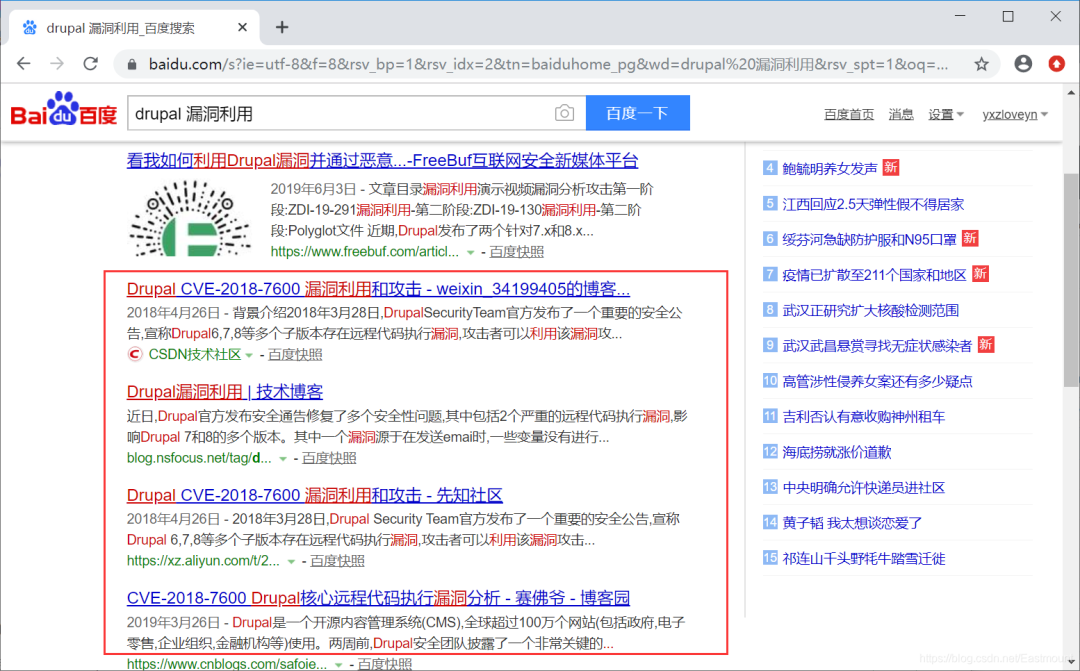 drupal 漏洞利用_百度搜索
baidu.com/s?ie=utf-8&f=8&rsv_bp=1&rsv_idx=2&tn=baiduhome_pg&wd=drupal%20漏洞利用&rsv_spt=1&oq=...
Bai du 百度
drupal 漏洞利用
百度一下
百度首页 消息 设置 yxzloveyn
看我如何利用Drupal漏洞并通过恶意...-FreeBuf互联网安全新媒体平台
2019年6月3日 - 文章目录漏洞利用演示视频漏洞分析攻击第一阶
段:ZDI-19-291漏洞利用-第二阶段:ZDI-19-130漏洞利用-第二阶
段:Polyglot文件 近期,Drupal发布了两个针对7.x和8.x...
https://www.freebuf.com/articl... - 百度快照
Drupal CVE-2018-7600 漏洞利用和攻击 - weixin_34199405的博客...
2018年4月26日 - 背景介绍2018年3月28日,DrupalSecurityTeam官方发布了一个重要的安全公
告,宣称Drupal6,7,8等多个子版本存在远程代码执行漏洞,攻击者可以利用该漏洞攻...
CSDN技术社区 - 百度快照
Drupal漏洞利用 | 技术博客
近日,Drupal官方发布安全通告修复了多个安全性问题,其中包括2个严重的远程代码执行漏洞,影
响Drupal 7和8的多个版本。其中一个漏洞源于在发送email时,一些变量没有进行...
blog.nsfocus.net/tag/d... - 百度快照
Drupal CVE-2018-7600 漏洞利用和攻击 - 先知社区
2018年4月26日 - 2018年3月28日,Drupal Security Team官方发布了一个重要的安全公告,宣称
Drupal 6,7,8等多个子版本存在远程代码执行漏洞,攻击者可以利用该漏洞攻击...
https://xz.aliyun.com/t/2... - 百度快照
CVE-2018-7600 Drupal核心远程代码执行漏洞分析 - 赛佛爷 - 博客园
2019年3月26日 - Drupal是一个开源内容管理系统(CMS),全球超过100万个网站(包括政府,电子
零售,企业组织,金融机构等)使用。两周前,Drupal安全团队披露了一个非常关键的...
https://www.cnblogs.com/safoie... - 百度快照
4 鲍毓明养女发声 新
5 江西回应2.5天弹性假不得居家
6 绥芬河急缺防护服和N95口罩 新
7 疫情已扩散至211个国家和地区 新
8 武汉正研究扩大核酸检测范围
9 武汉武昌悬赏寻找无症状感染者 新
10 高管涉性侵养女案还有多少疑点
11 吉利否认有意收购神州租车
12 海底捞就涨价道歉
13 中央明确允许快递员进社区
14 黄子韬 我太想谈恋爱了
15 祁连山千头野牦牛踏雪迁徙
https://blog.csdn.net/Eastmount